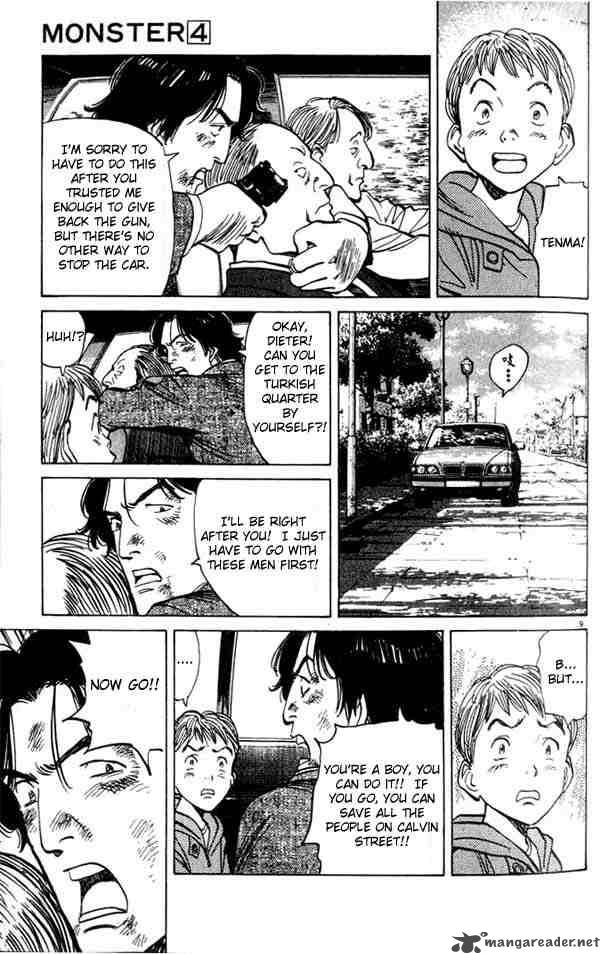 MONSTER 4
TENMA!
I'M SORRY TO
HAVE TO DO THIS
AFTER YOU
TRUSTED ME
ENOUGH TO GIVE
BACK THE GUN,
BUT THERE'S NO
OTHER WAY TO
STOP THE CAR.
OKAY,
DIETER!
CAN YOU
GET TO THE
TURKISH
QUARTER
BY
YOURSELF?!
HUH!?
I'LL BE RIGHT
AFTER YOU! I JUST
HAVE TO GO WITH
THESE MEN FIRST!
9
B...
BUT...
YOU'RE A BOY, YOU
CAN DO IT!! IF
YOU GO, YOU CAN
SAVE ALL THE
PEOPLE ON CALVIN
STREET!!
.....
NOW GO!!
mangareader.net